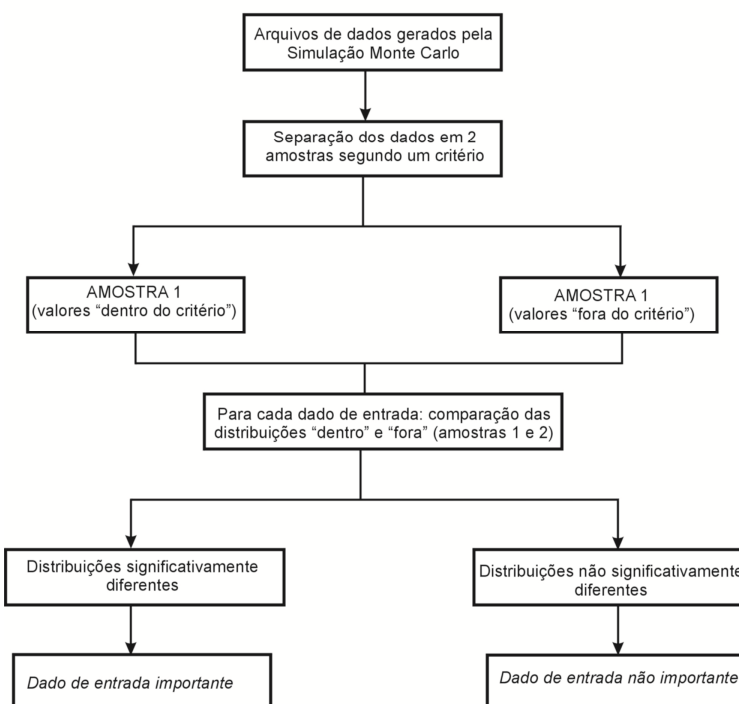 Arquivos de dados gerados pela
Simulação Monte Carlo
Separação dos dados em 2
amostras segundo um critério
AMOSTRA 1
(valores “dentro do critério”)
AMOSTRA 1
(valores “fora do critério”)
Para cada dado de entrada: comparação das
distribuições “dentro” e “fora” (amostras 1 e 2)
Distribuições significativamente
diferentes
Distribuições não significativamente
diferentes
Dado de entrada importante
Dado de entrada não importante